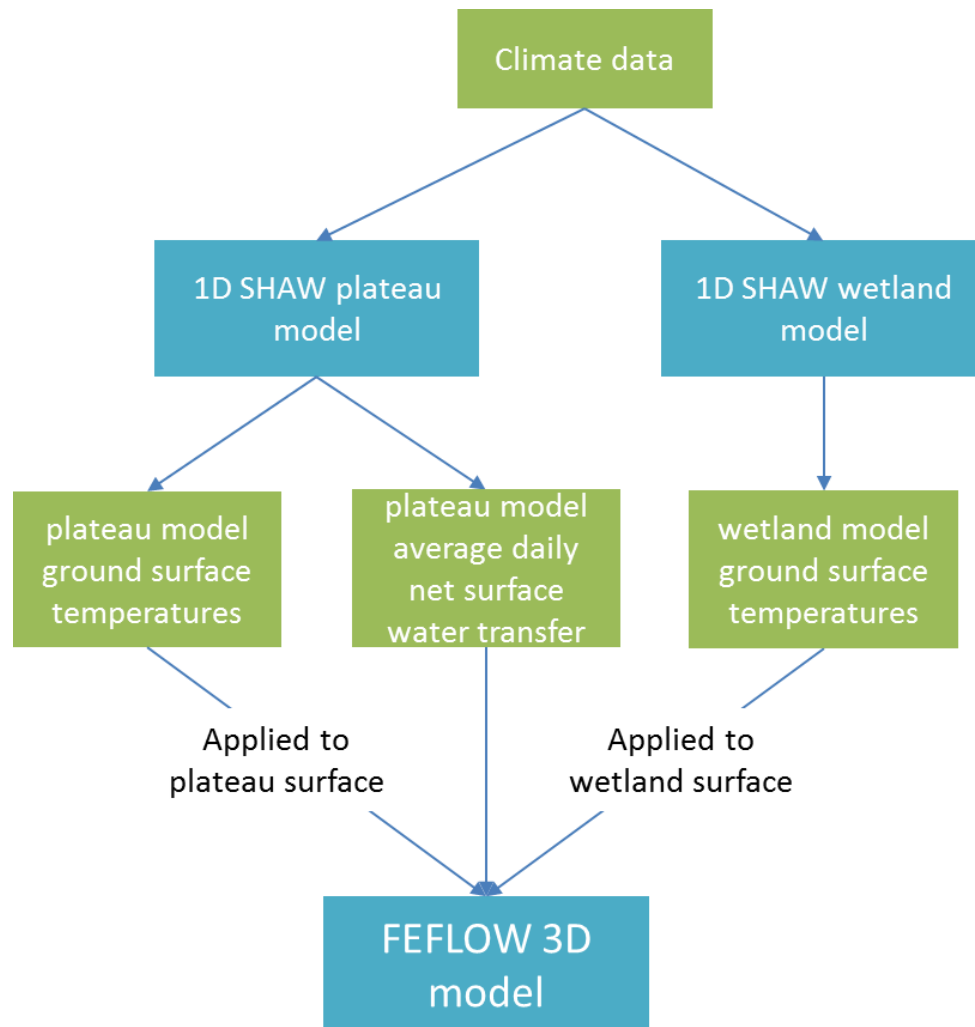 Climate data
1D SHAW plateau
model
1D SHAW wetland
model
plateau model
ground surface
temperatures
plateau model
average daily
net surface
water transfer
wetland model
ground surface
temperatures
Applied to
plateau surface
Applied to
wetland surface
FEFLOW 3D
model